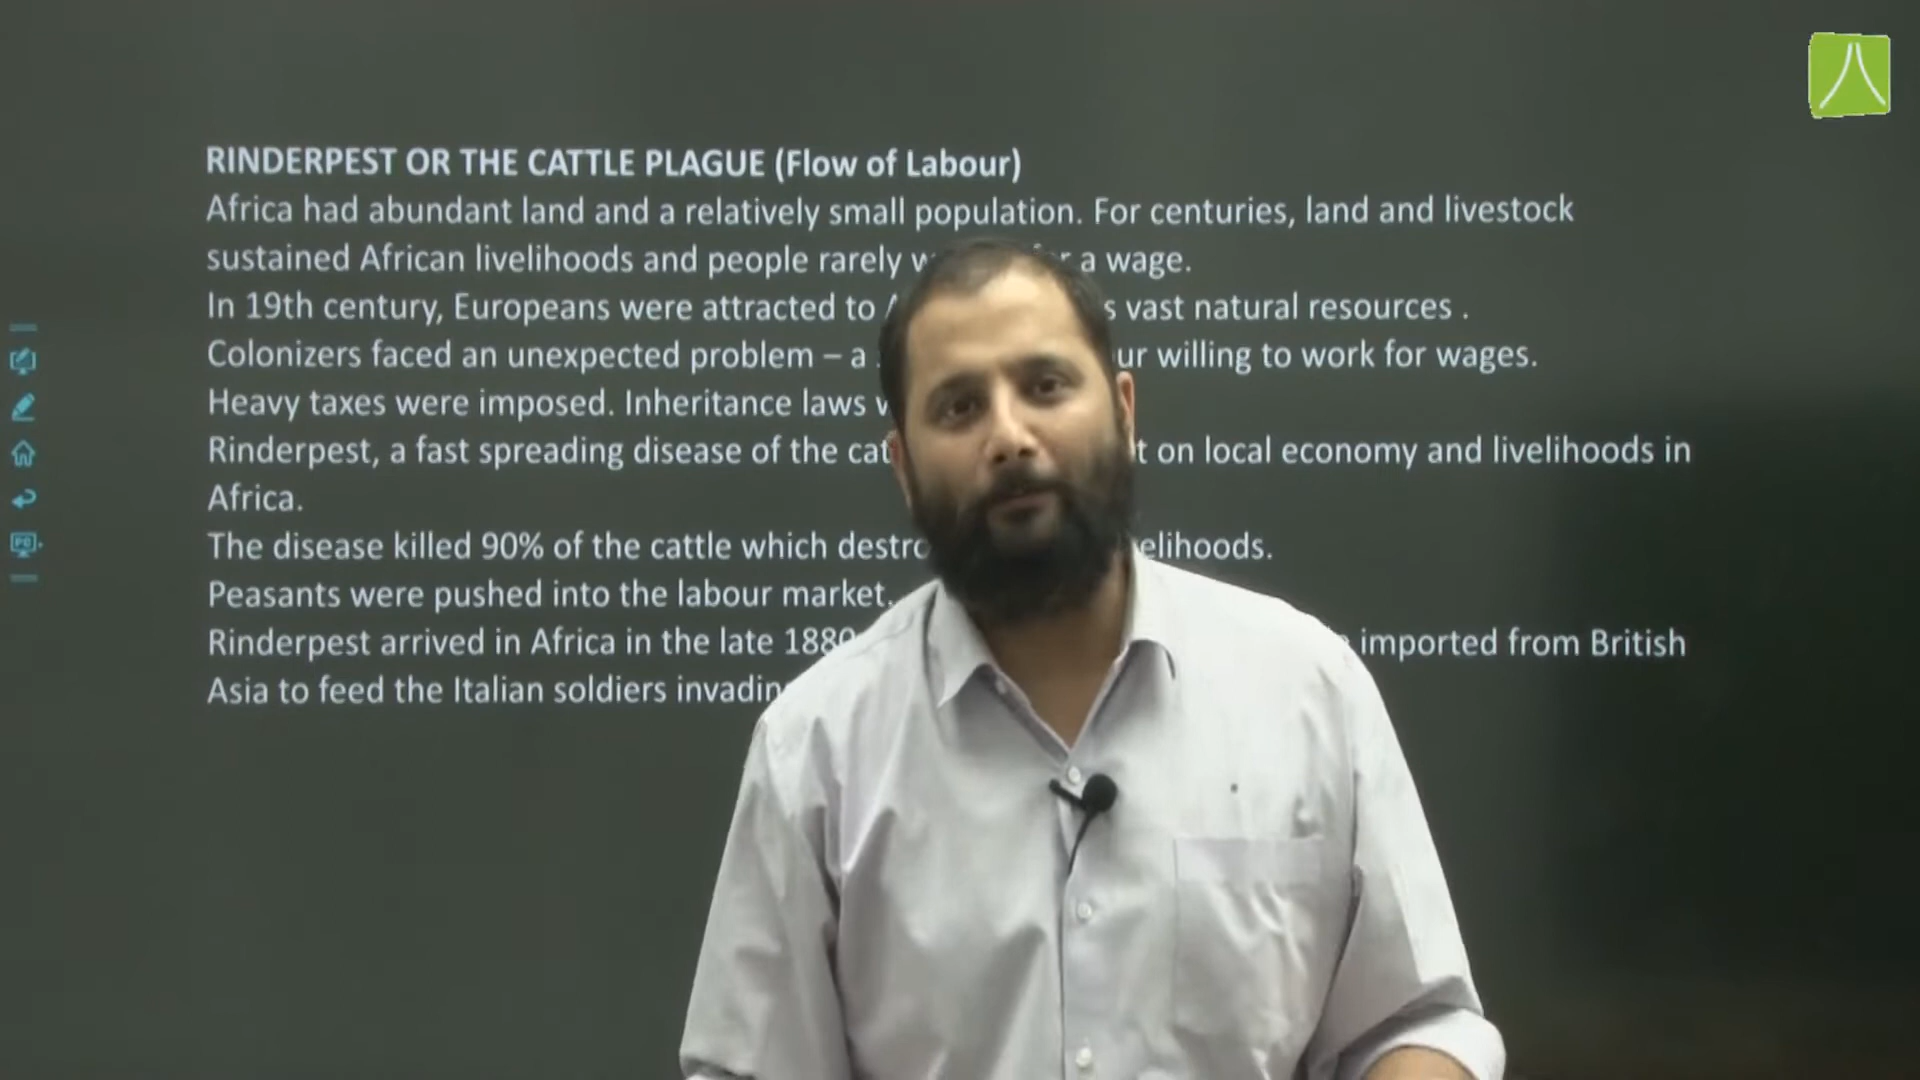 RINDERPEST OR THE CATTLE PLAGUE (Flow of Labour)
Africa had abundant land and a relatively small population. For centuries, land and livestock
sustained African livelihoods and people rarely a wage.
In 19th century, Europeans were attracted to vast natural resources .
Colonizers faced an unexpected problem – a willing to work for wages.
Heavy taxes were imposed. Inheritance laws
Rinderpest, a fast spreading disease of the on local economy and livelihoods in
Africa.
The disease killed 90% of the cattle which
Peasants were pushed into the labour market.
Rinderpest arrived in Africa in the late imported from British
Asia to feed the Italian soldiers